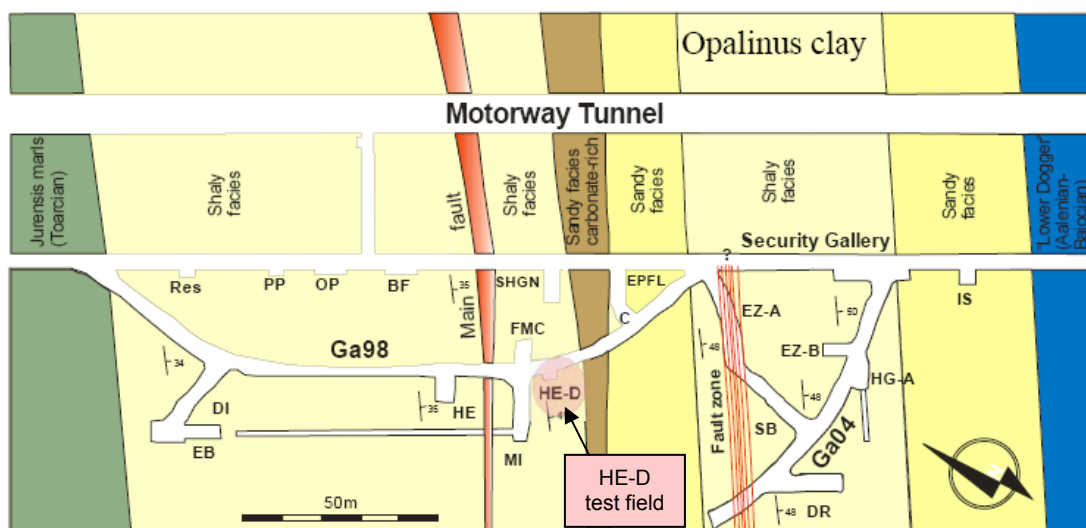 Opalinus clay
Motorway Tunnel
Jurensis marls
(Toarcian)
Shaly
facies
fault
Shaly
facies
Sandy facies
carbonate-rich
Sandy
facies
Shaly
facies
Sandy
facies
"Lower Dogger"
(Aalenian-
Bajocian)
Security Gallery
?
Res
PP
OP
BF
35
Main
SHGN
EPFL
EZ-A
50
IS
C
FMC
Ga98
34
48
EZ-B
HE-D
HG-A
DI
35
HE
48
EB
MI
Fault zone
SB
Ga04
HE-D
test field
50m
48
DR